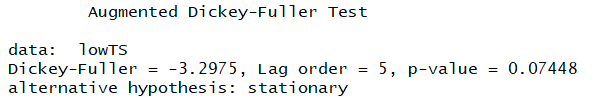 Augmented Dickey-Fuller Test
data:  lowTS
Dickey-Fuller = -3.2975, Lag order = 5, p-value = 0.07448
alternative hypothesis: stationary